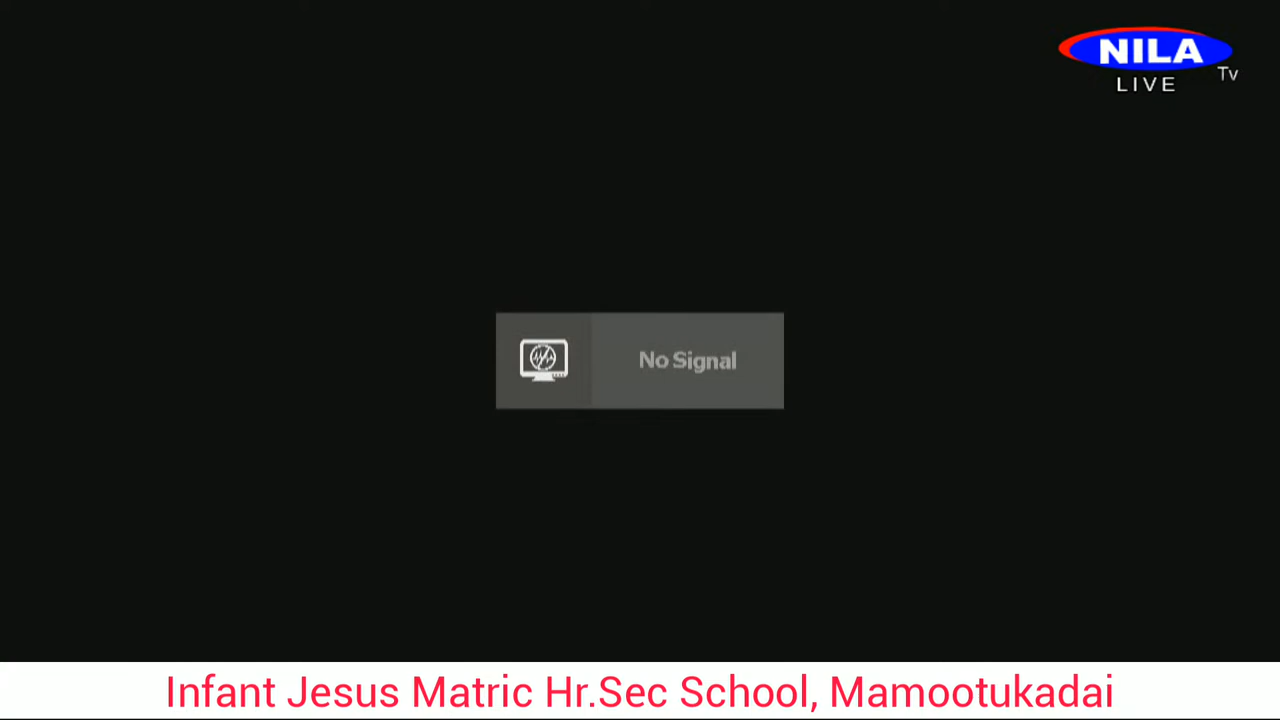 NILA
Tv
LIVE
No Signal
Infant Jesus Matric Hr.Sec School, Mamootukadai